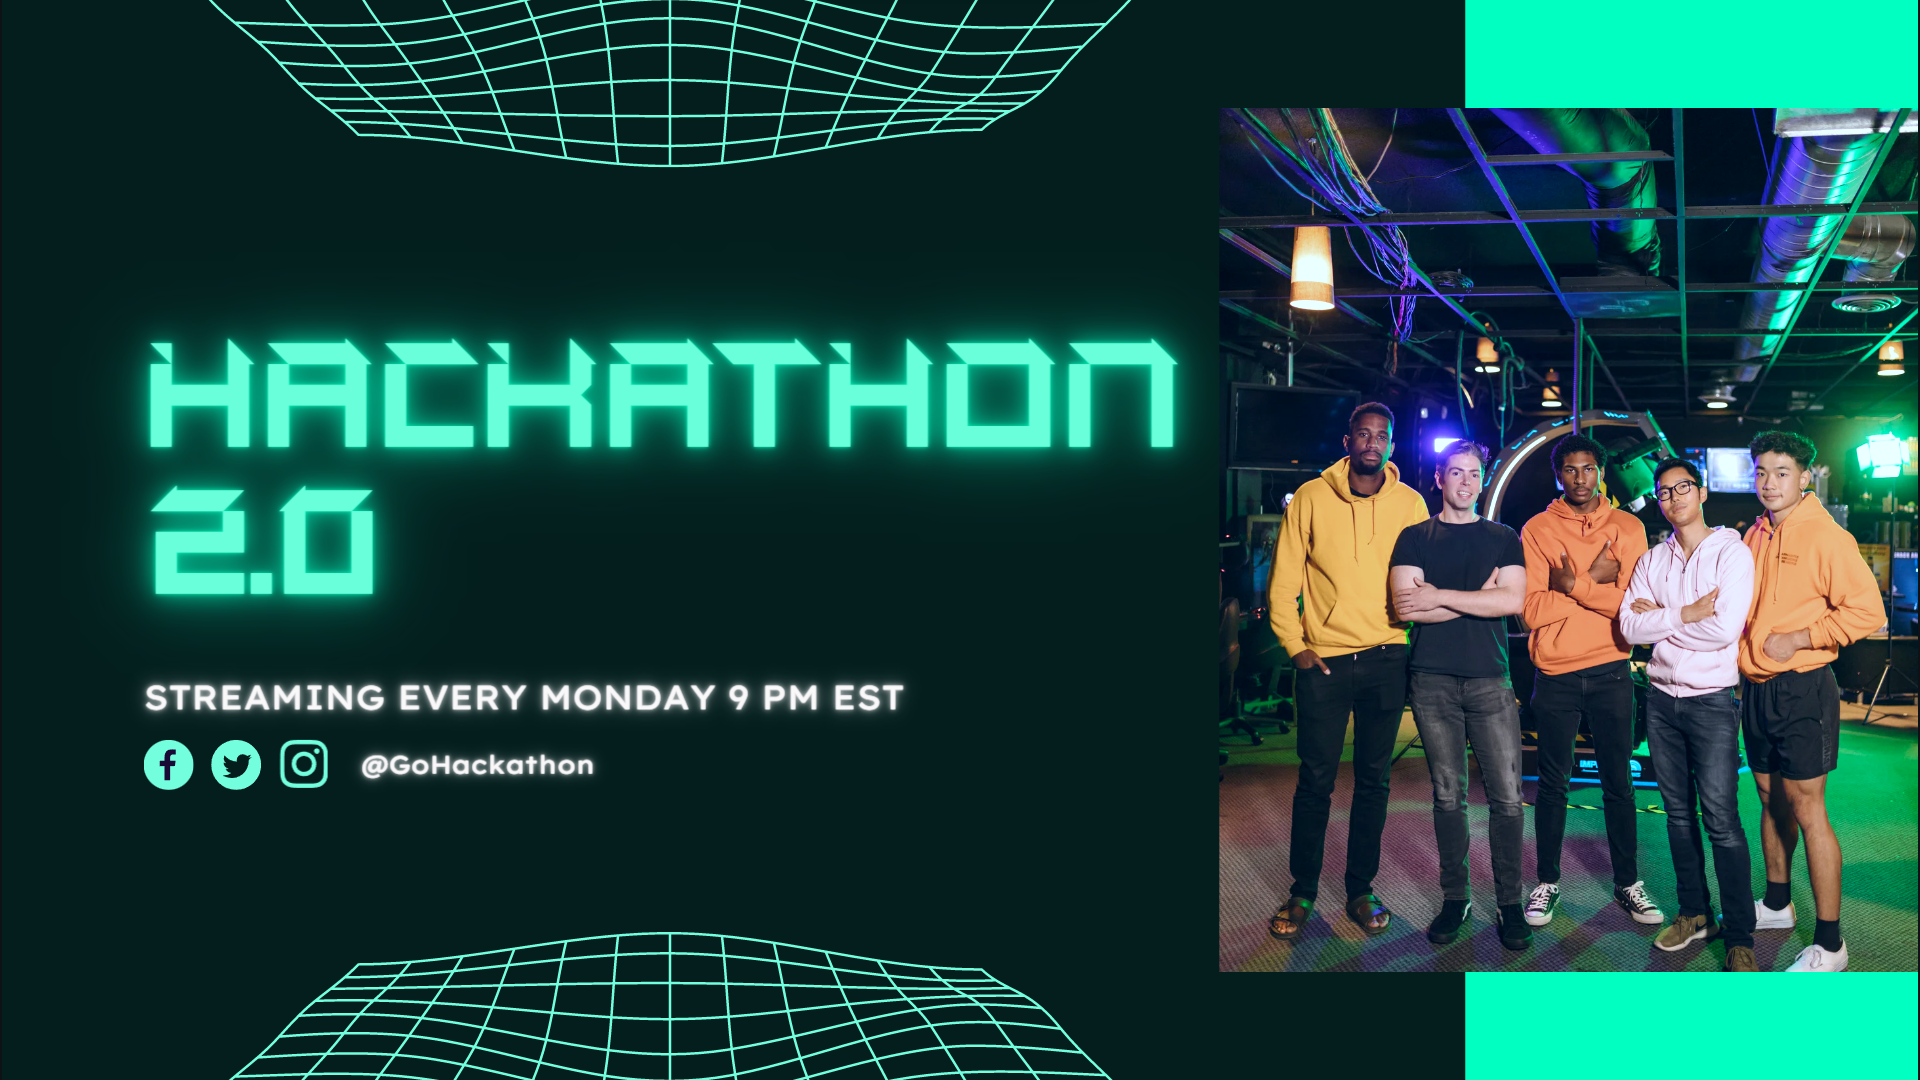 HACKATHON
2.0
STREAMING EVERY MONDAY 9 PM EST
@GoHackathon